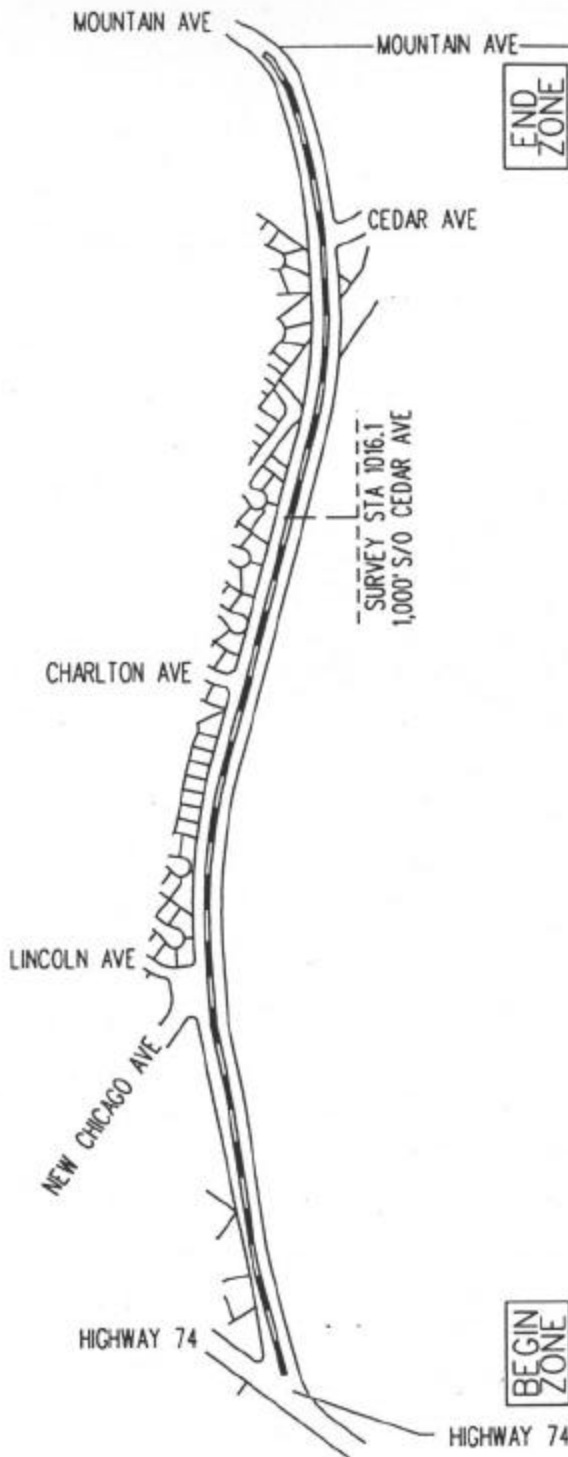 MOUNTAIN AVE
MOUNTAIN AVE
END
ZONE
CEDAR AVE
SURVEY STA 1016.1
1,000' S/O CEDAR AVE
CHARLTON AVE
LINCOLN AVE
NEW CHICAGO AVE
HIGHWAY 74
BEGIN
ZONE
HIGHWAY 74